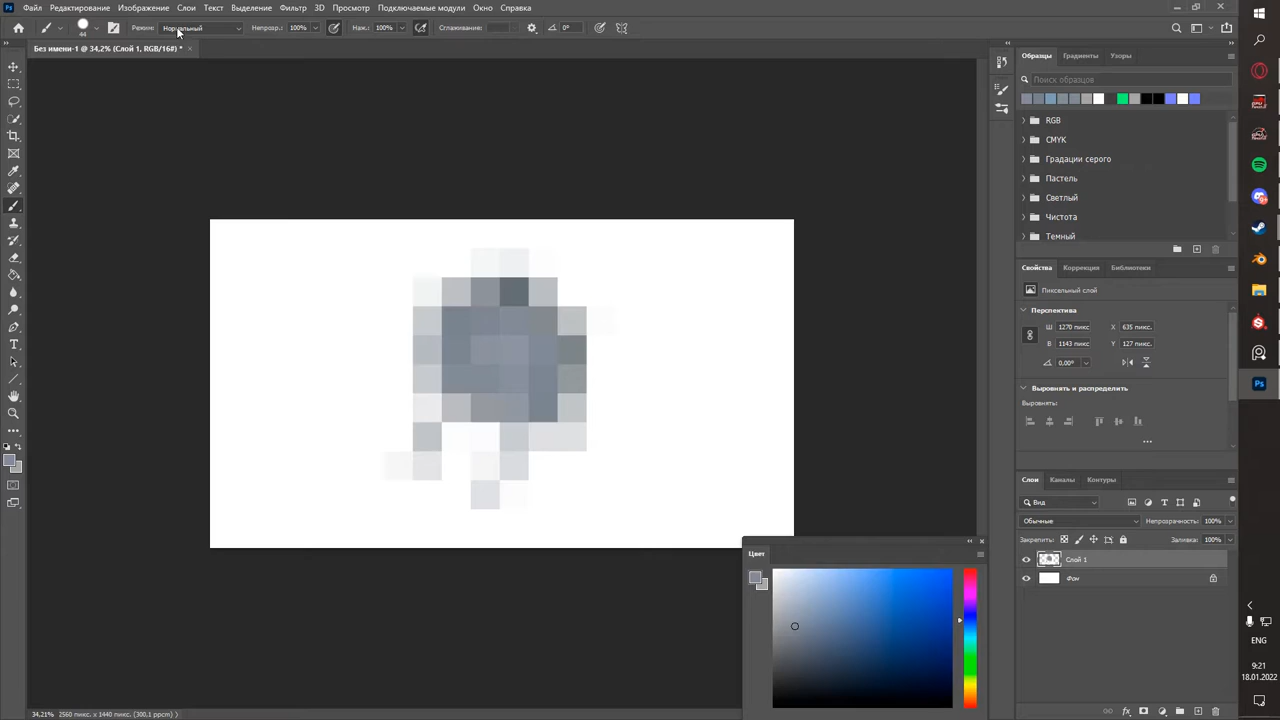 Ps Файл Редактирование Изображение Слои Текст Выделение Фильтр 3D Просмотр Подключаемые модули Окно Справка
44 Режим: Нормальный Непрозр.: 100% Наж.: 100% Сглаживание: 0°
Без имени-1 @ 34,2% (Слой 1, RGB/16#) * ×
Образцы Градиенты Узоры
Поиск образцов
RGB
CMYK
Градации серого
Пастель
Светлый
Чистота
Темный
Свойства Коррекция Библиотеки
Пиксельный слой
Перспектива
Ш 1270 пикс X 635 пикс.
В 1143 пикс Y 127 пикс.
0,00°
Выровнять и распределить
Выровнять:
Слои Каналы Контуры
Вид
Обычные Непрозрачность: 100%
Закрепить: Заливка: 100%
Слой 1
Фон
Цвет
Ps
ENG
9:21
18.01.2022
34,21% 2560 пикс. x 1440 пикс. (300,1 ppcm)